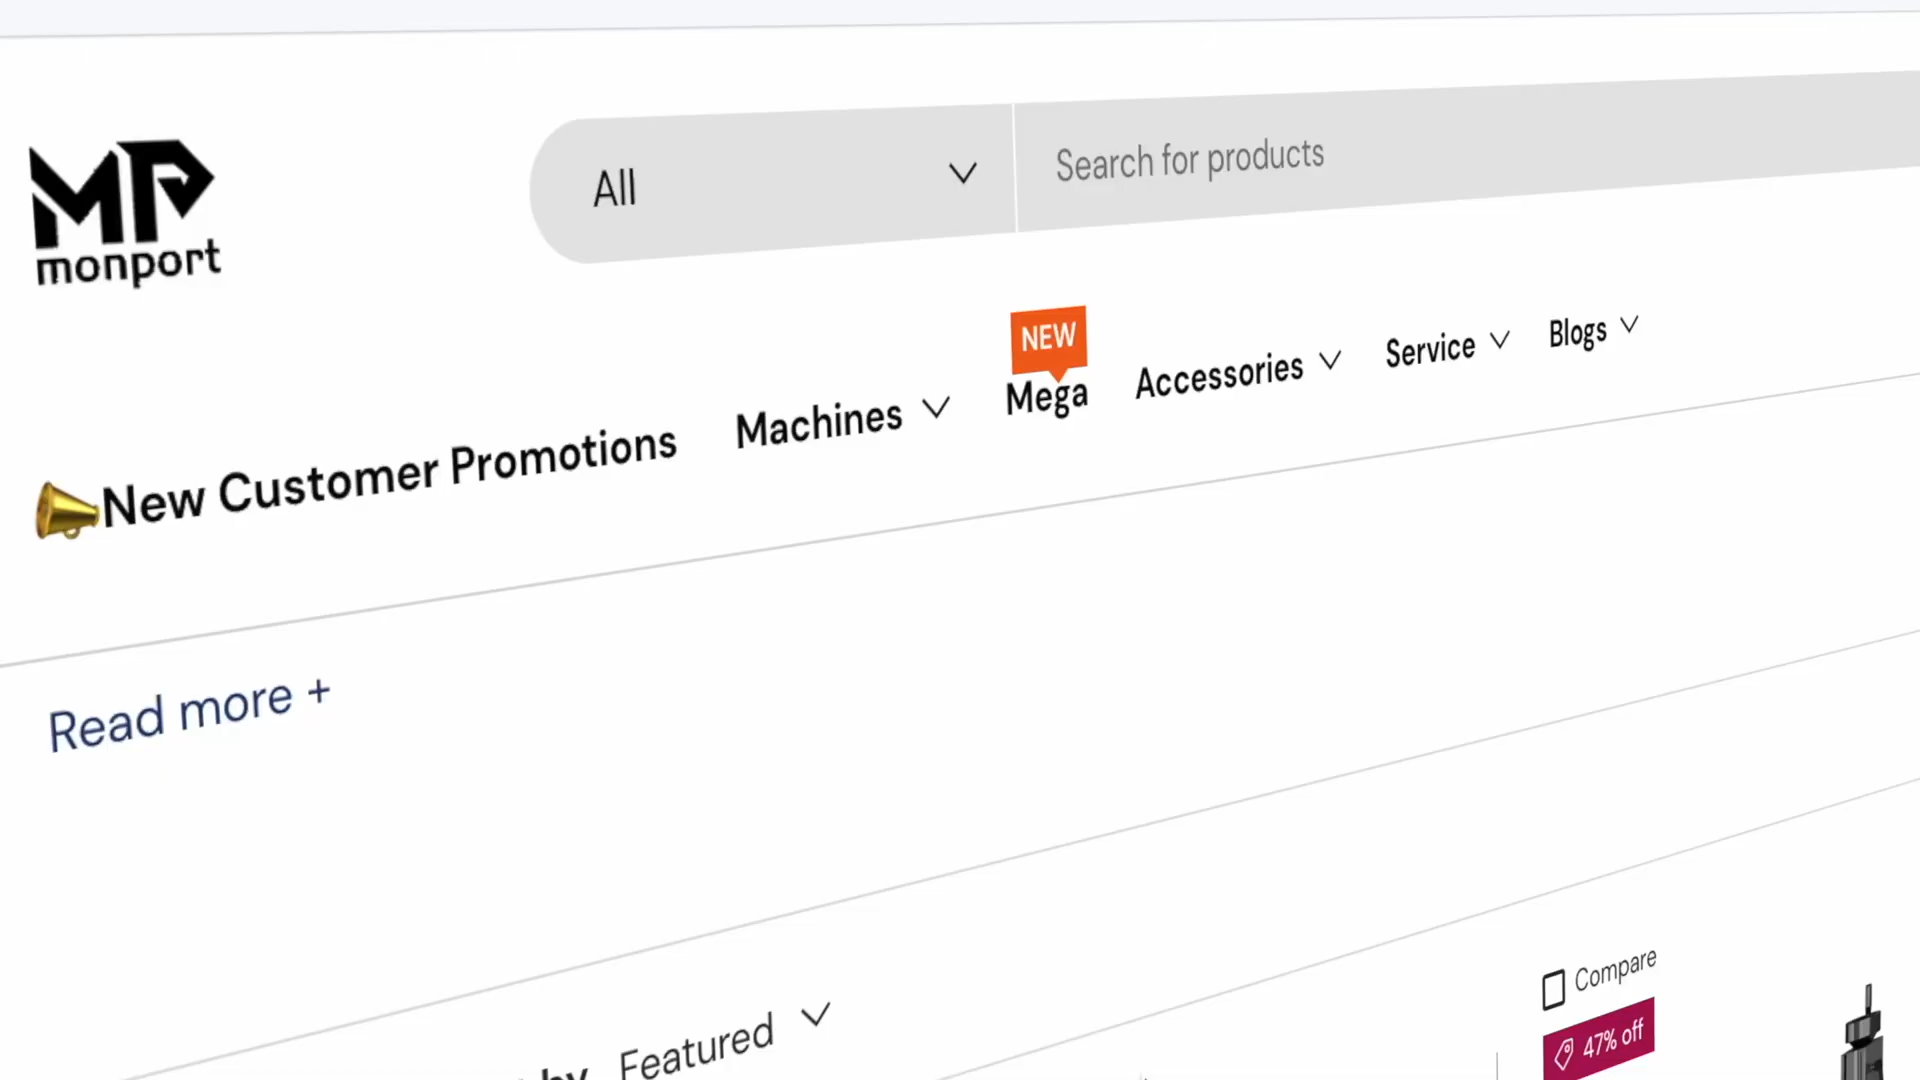 All
Search for products
monport
NEW
New Customer Promotions
Machines
Mega
Accessories
Service
Blogs
Read more +
by
Featured
Compare
47% off